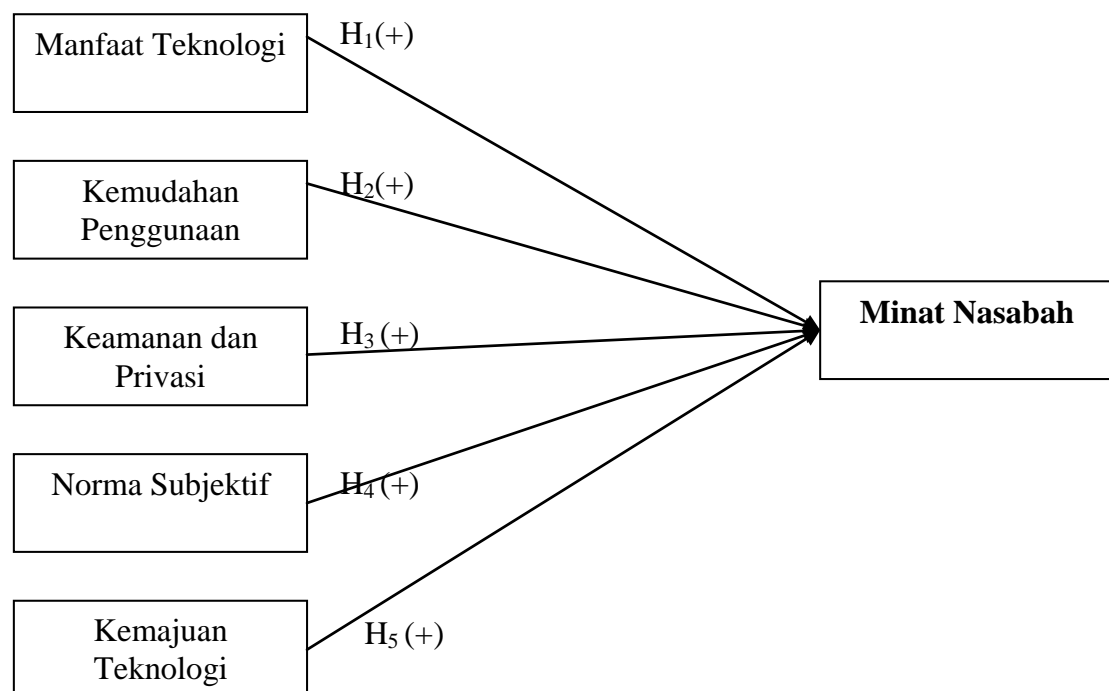 Manfaat Teknologi
H₁(+)
Kemudahan
Penggunaan
H₂(+)
Keamanan dan
Privasi
H₃ (+)
Minat Nasabah
Norma Subjektif
H₄ (+)
Kemajuan
Teknologi
H₅ (+)